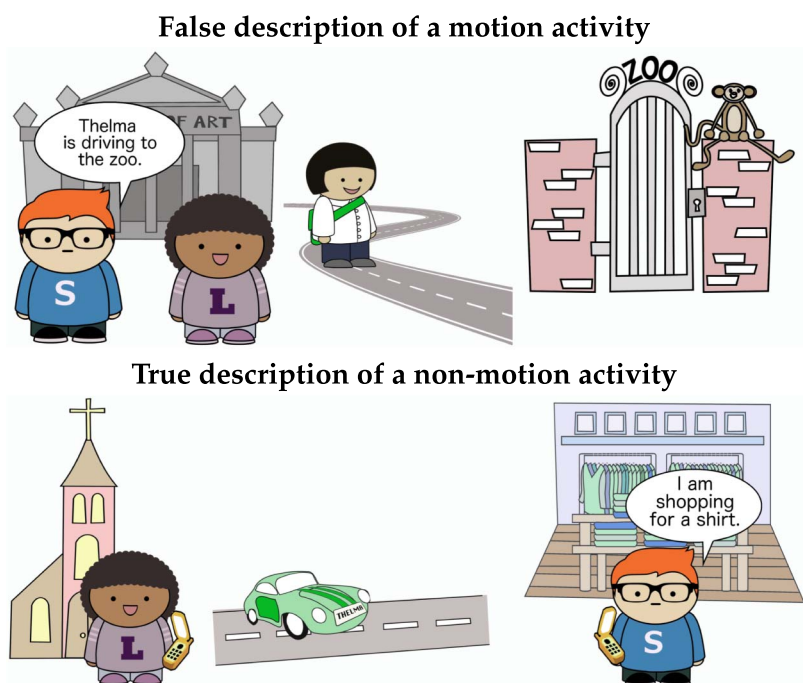 False description of a motion activity
OF ART
Thelma
is driving to
the zoo.
ZOO
S
L
True description of a non-motion activity
I am
shopping
for a shirt.
THELMA
L
S